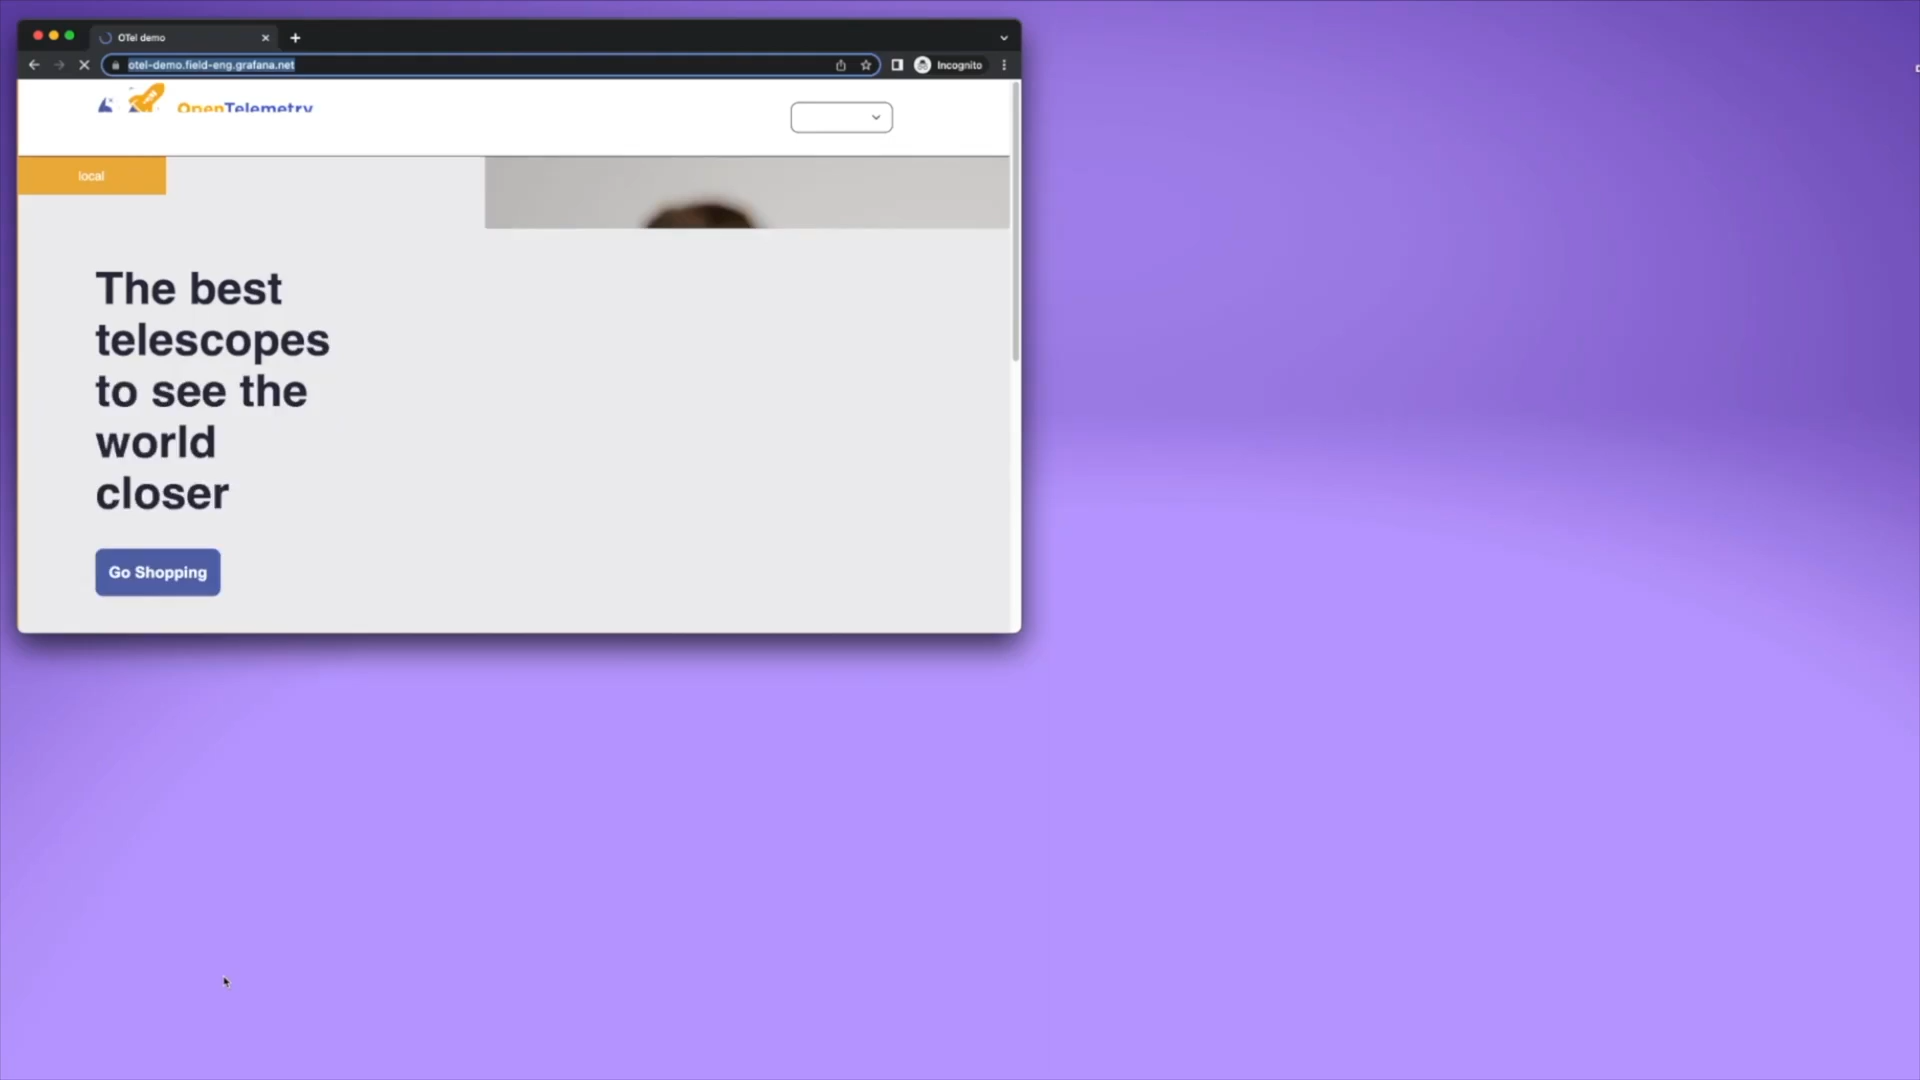 OTel demo
otel-demo.field-eng.grafana.net
Incognito
OpenTelemetry
local
The best
telescopes
to see the
world
closer
Go Shopping